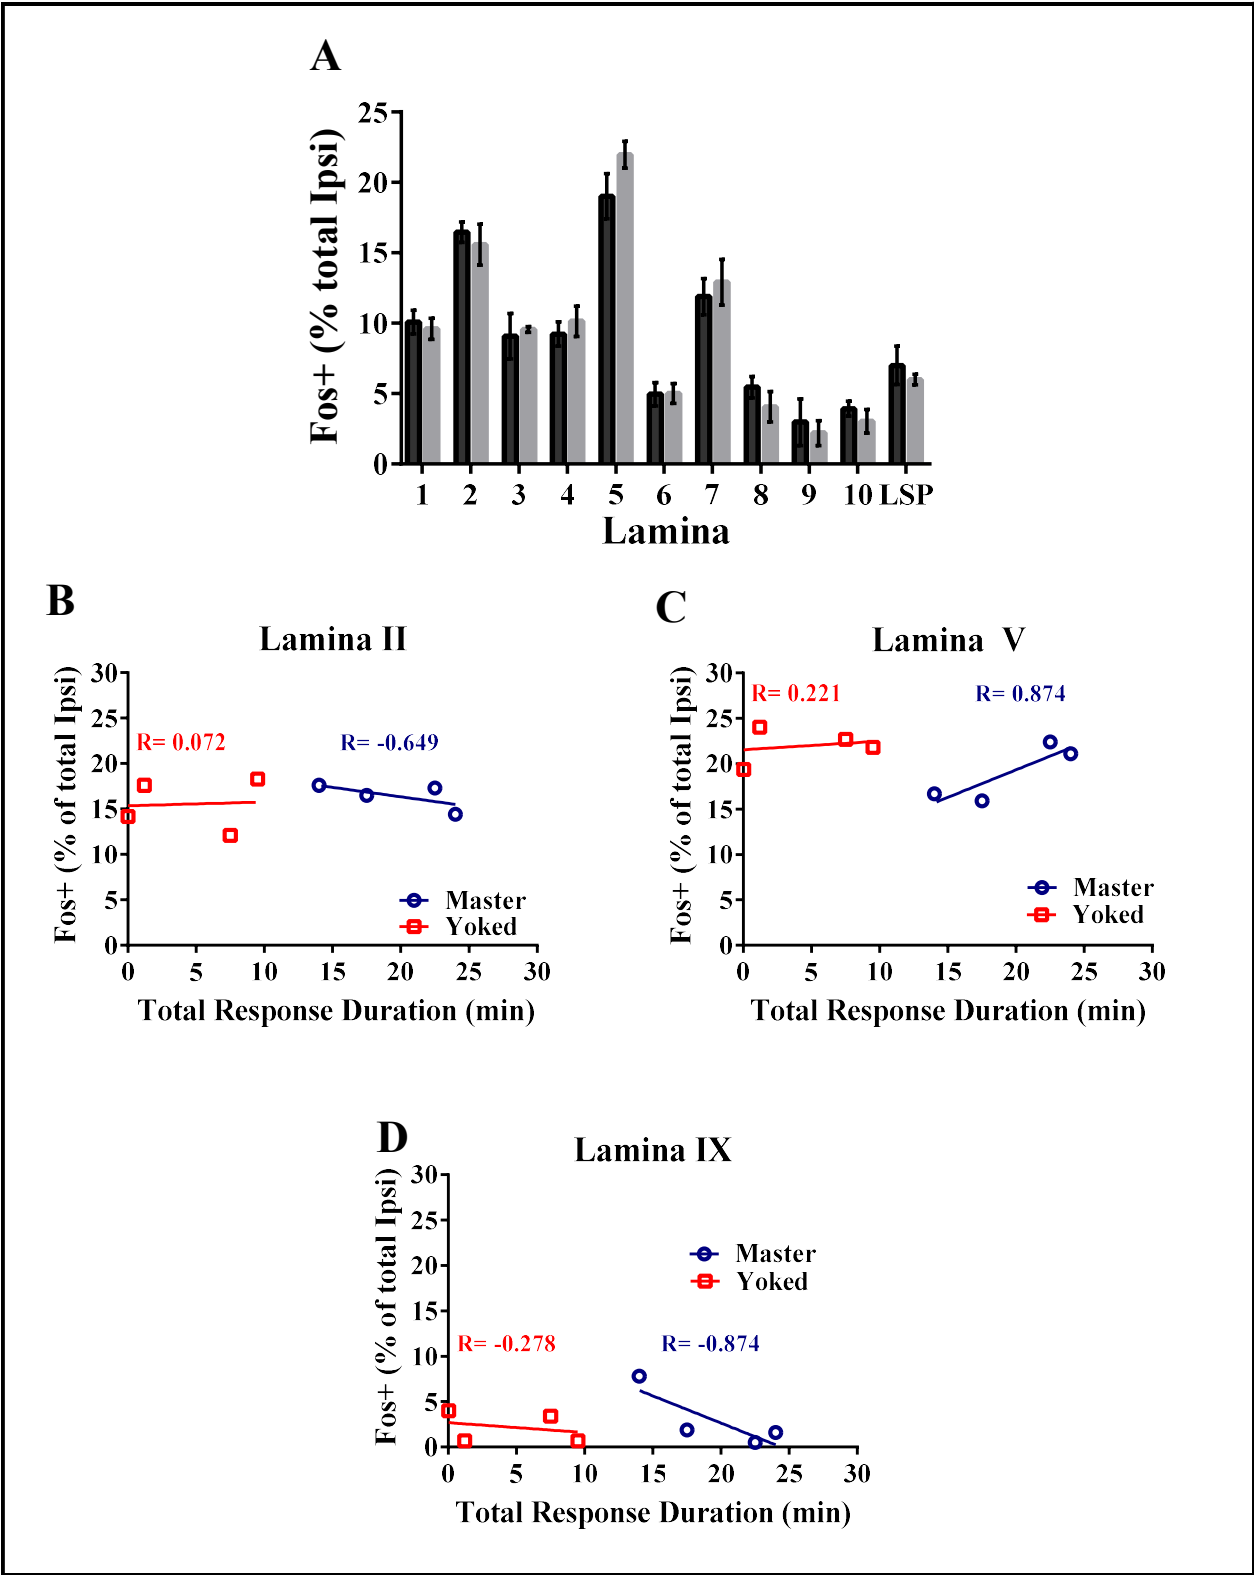 A
Fos+ (% total Ipsi)
25
20
15
10
5
0
1 2 3 4 5 6 7 8 9 10 LSP
Lamina
B
Lamina II
Fos+ (% of total Ipsi)
30
25
20
15
10
5
0
R= 0.072
R= -0.649
Master
Yoked
0 5 10 15 20 25 30
Total Response Duration (min)
C
Lamina V
Fos+ (% of total Ipsi)
30
25
20
15
10
5
0
R= 0.221
R= 0.874
Master
Yoked
0 5 10 15 20 25 30
Total Response Duration (min)
D
Lamina IX
Fos+ (% of total Ipsi)
30
25
20
15
10
5
0
Master
Yoked
R= -0.278
R= -0.874
0 5 10 15 20 25 30
Total Response Duration (min)